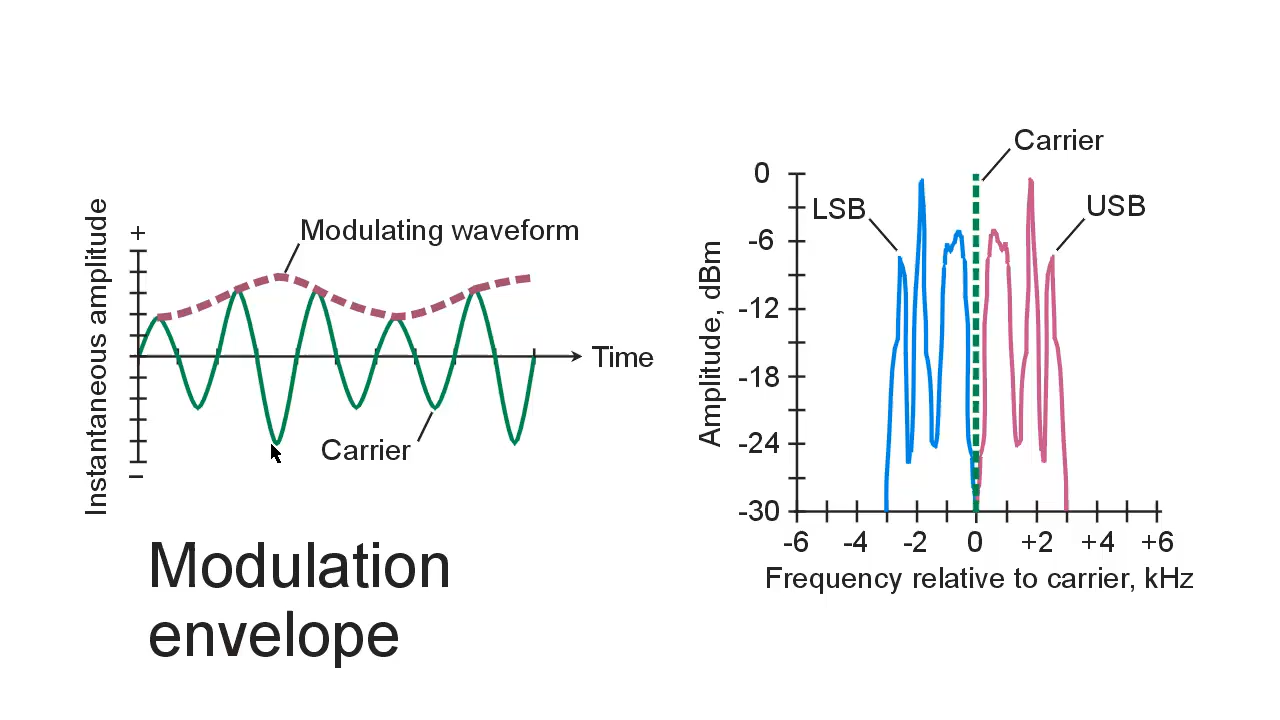 Instantaneous amplitude
+
−
Modulating waveform
Time
Carrier
Modulation
envelope
Carrier
LSB
USB
Amplitude, dBm
0
-6
-12
-18
-24
-30
-6 -4 -2 0 +2 +4 +6
Frequency relative to carrier, kHz